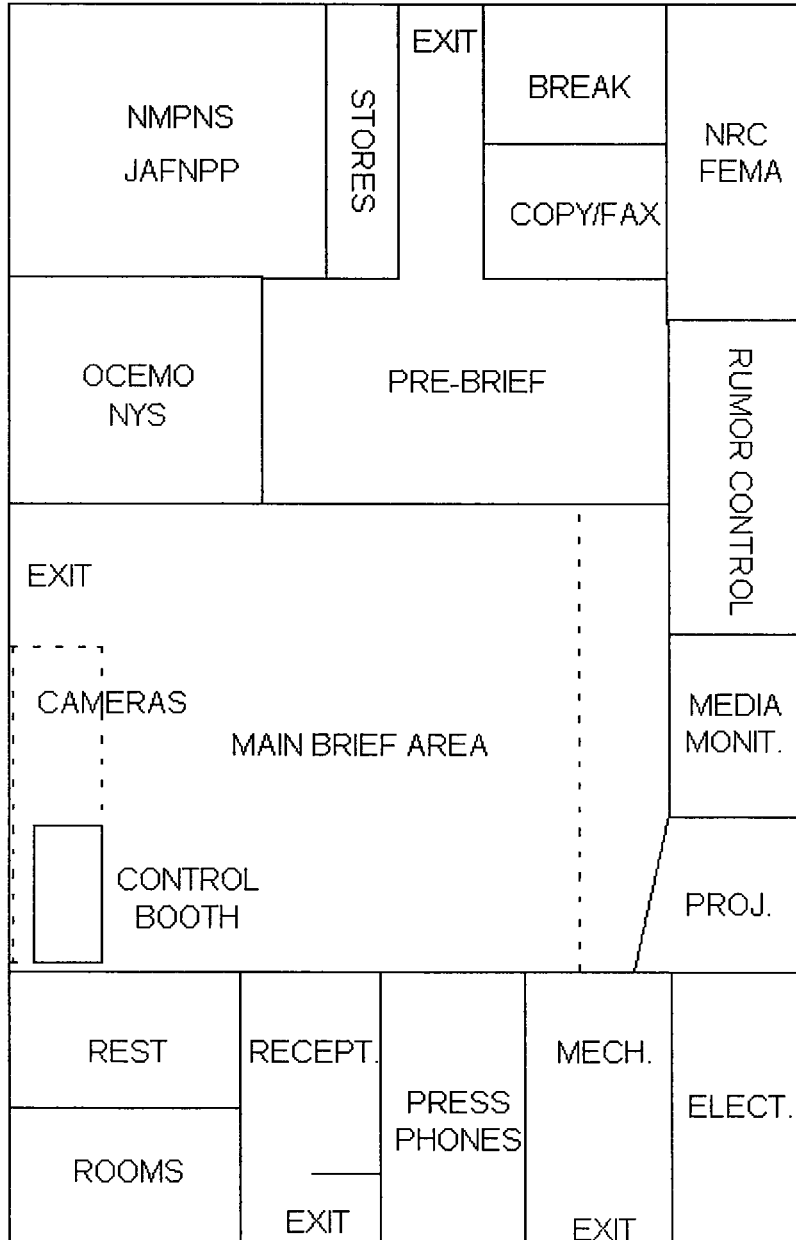 EXIT
BREAK
NMPNS
JAFNPP
STORES
NRC
FEMA
COPY/FAX
OCEMO
NYS
PRE-BRIEF
RUMOR CONTROL
EXIT
CAMERAS
MAIN BRIEF AREA
MEDIA
MONIT.
CONTROL
BOOTH
PROJ.
REST
RECEPT.
MECH.
PRESS
PHONES
ELECT.
ROOMS
EXIT
EXIT